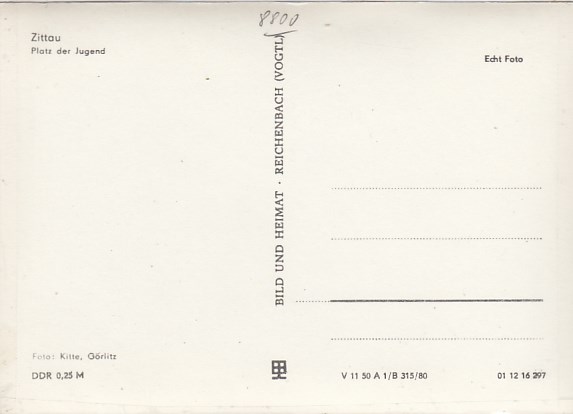 8800
Zittau
Platz der Jugend
Echt Foto
BILD UND HEIMAT · REICHENBACH (VOGTL)
Foto: Kitte, Görlitz
DDR 0,25 M
V 11 50 A 1/B 315/80
01 12 16 297